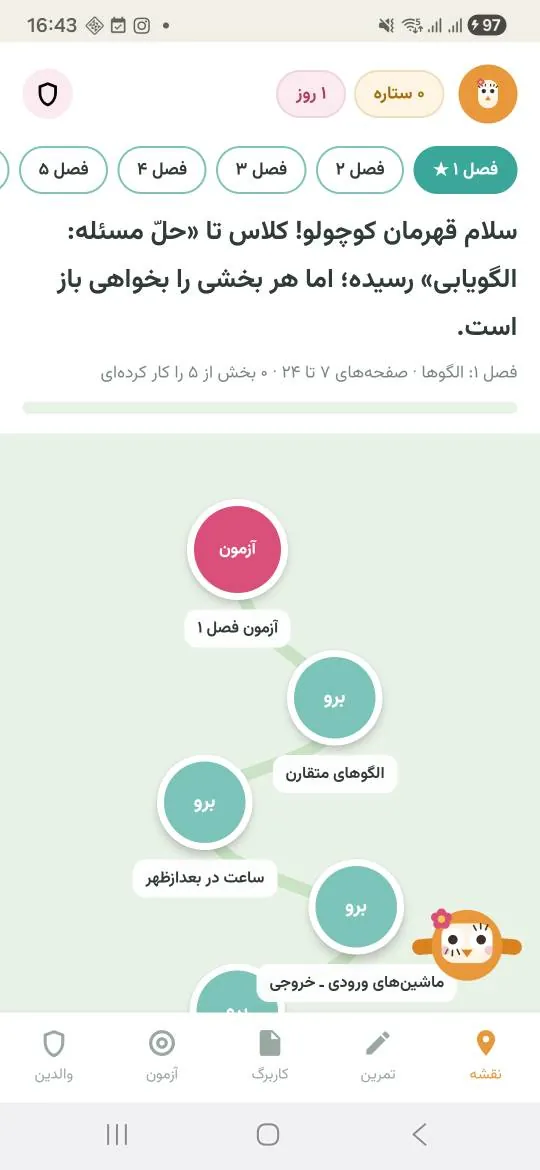 16:43
97
۰ ستاره
۱ روز
فصل ۱ ★
فصل ۲
فصل ۳
فصل ۴
فصل ۵
سلام قهرمان کوچولو! کلاس تا «حلّ مسئله:
الگویابی» رسیده؛ اما هر بخشی را بخواهی باز
است.
فصل ۱: الگوها · صفحه‌های ۷ تا ۲۴ · ۰ بخش از ۵ را کار کرده‌ای
آزمون
آزمون فصل ۱
برو
الگوهای متقارن
برو
ساعت در بعدازظهر
برو
ماشین‌های ورودی ـ خروجی
برو
نقشه
تمرین
کاربرگ
آزمون
والدین